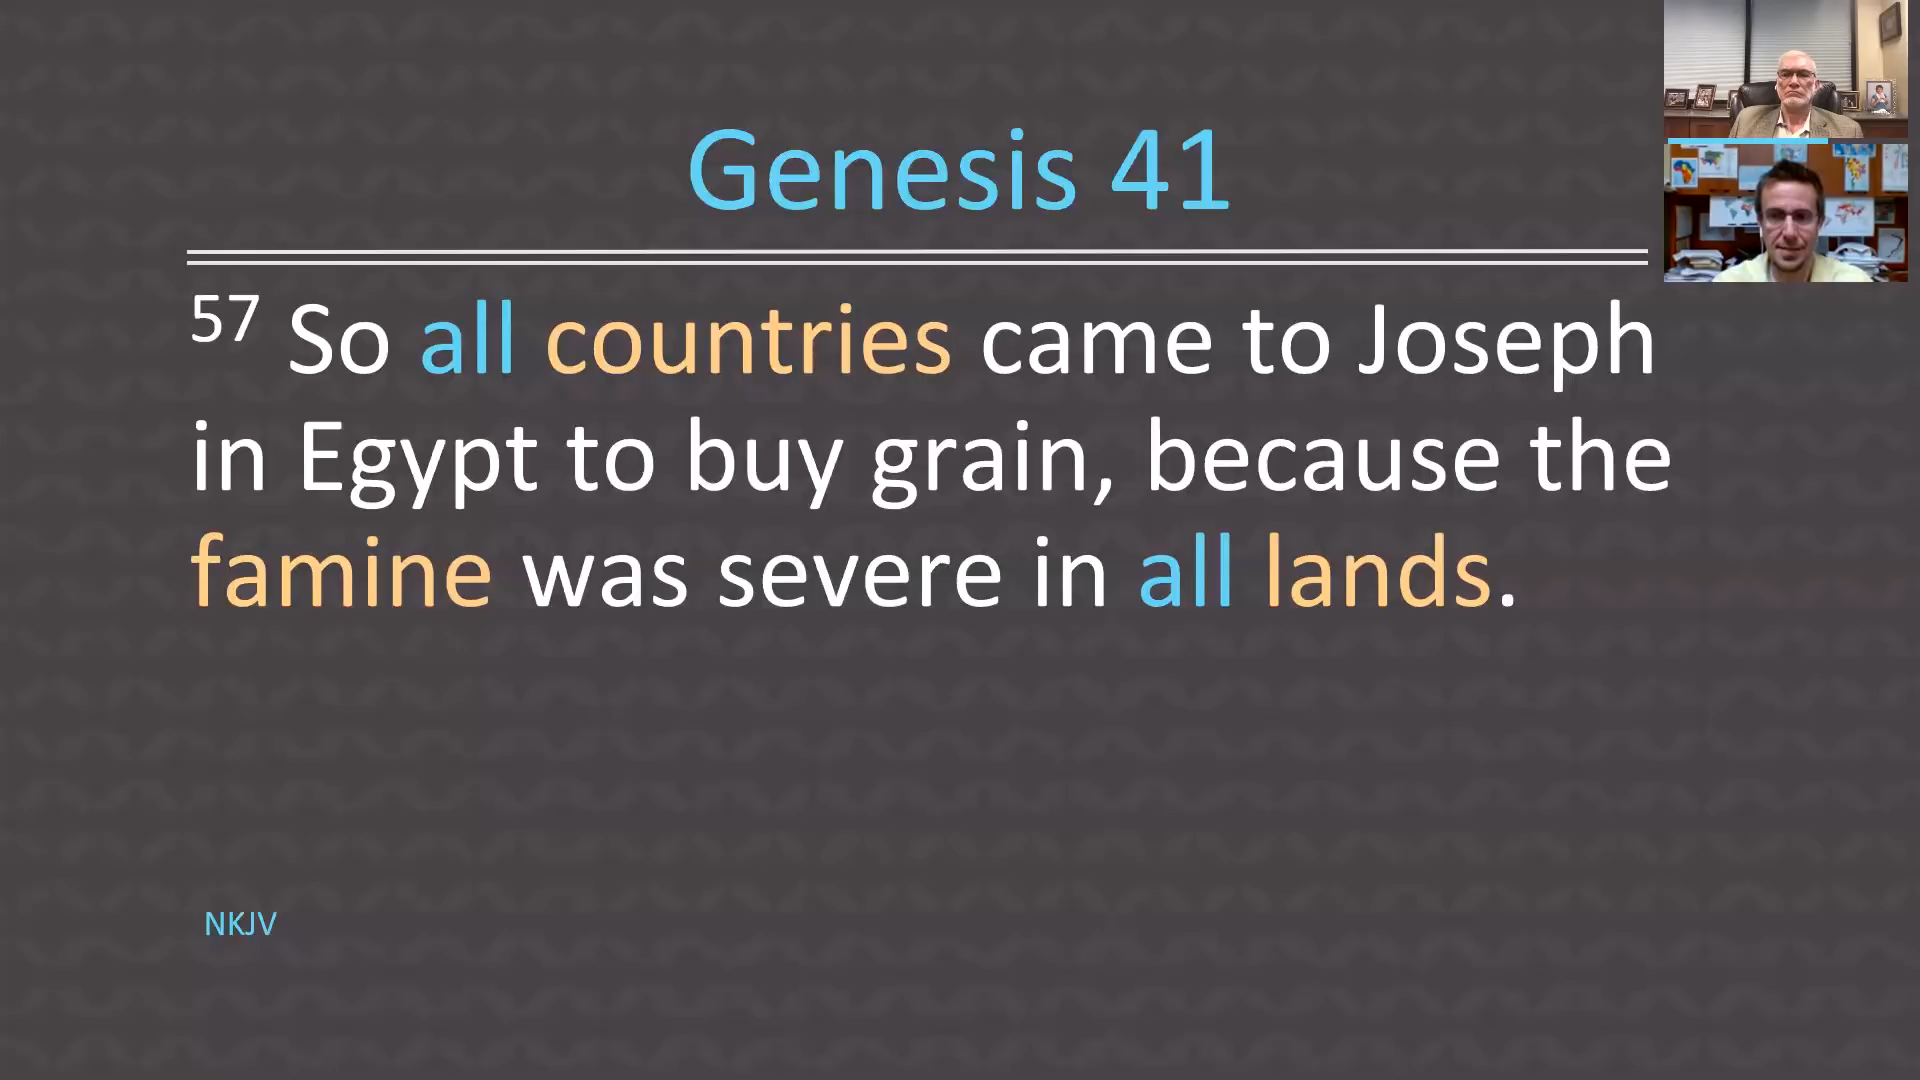 Genesis 41
57 So all countries came to Joseph
in Egypt to buy grain, because the
famine was severe in all lands.
NKJV